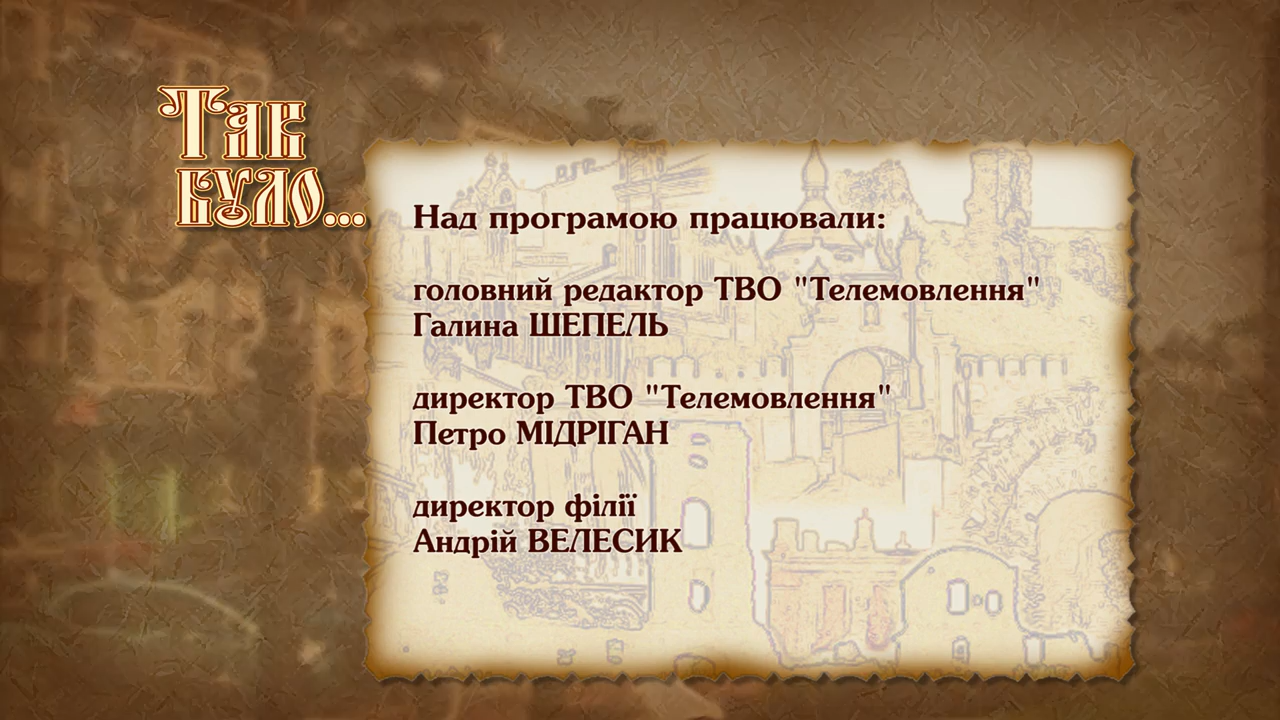 Так
було...
Над програмою працювали:
головний редактор ТВО "Телемовлення"
Галина ШЕПЕЛЬ
директор ТВО "Телемовлення"
Петро МІДРІГАН
директор філії
Андрій ВЕЛЕСИК